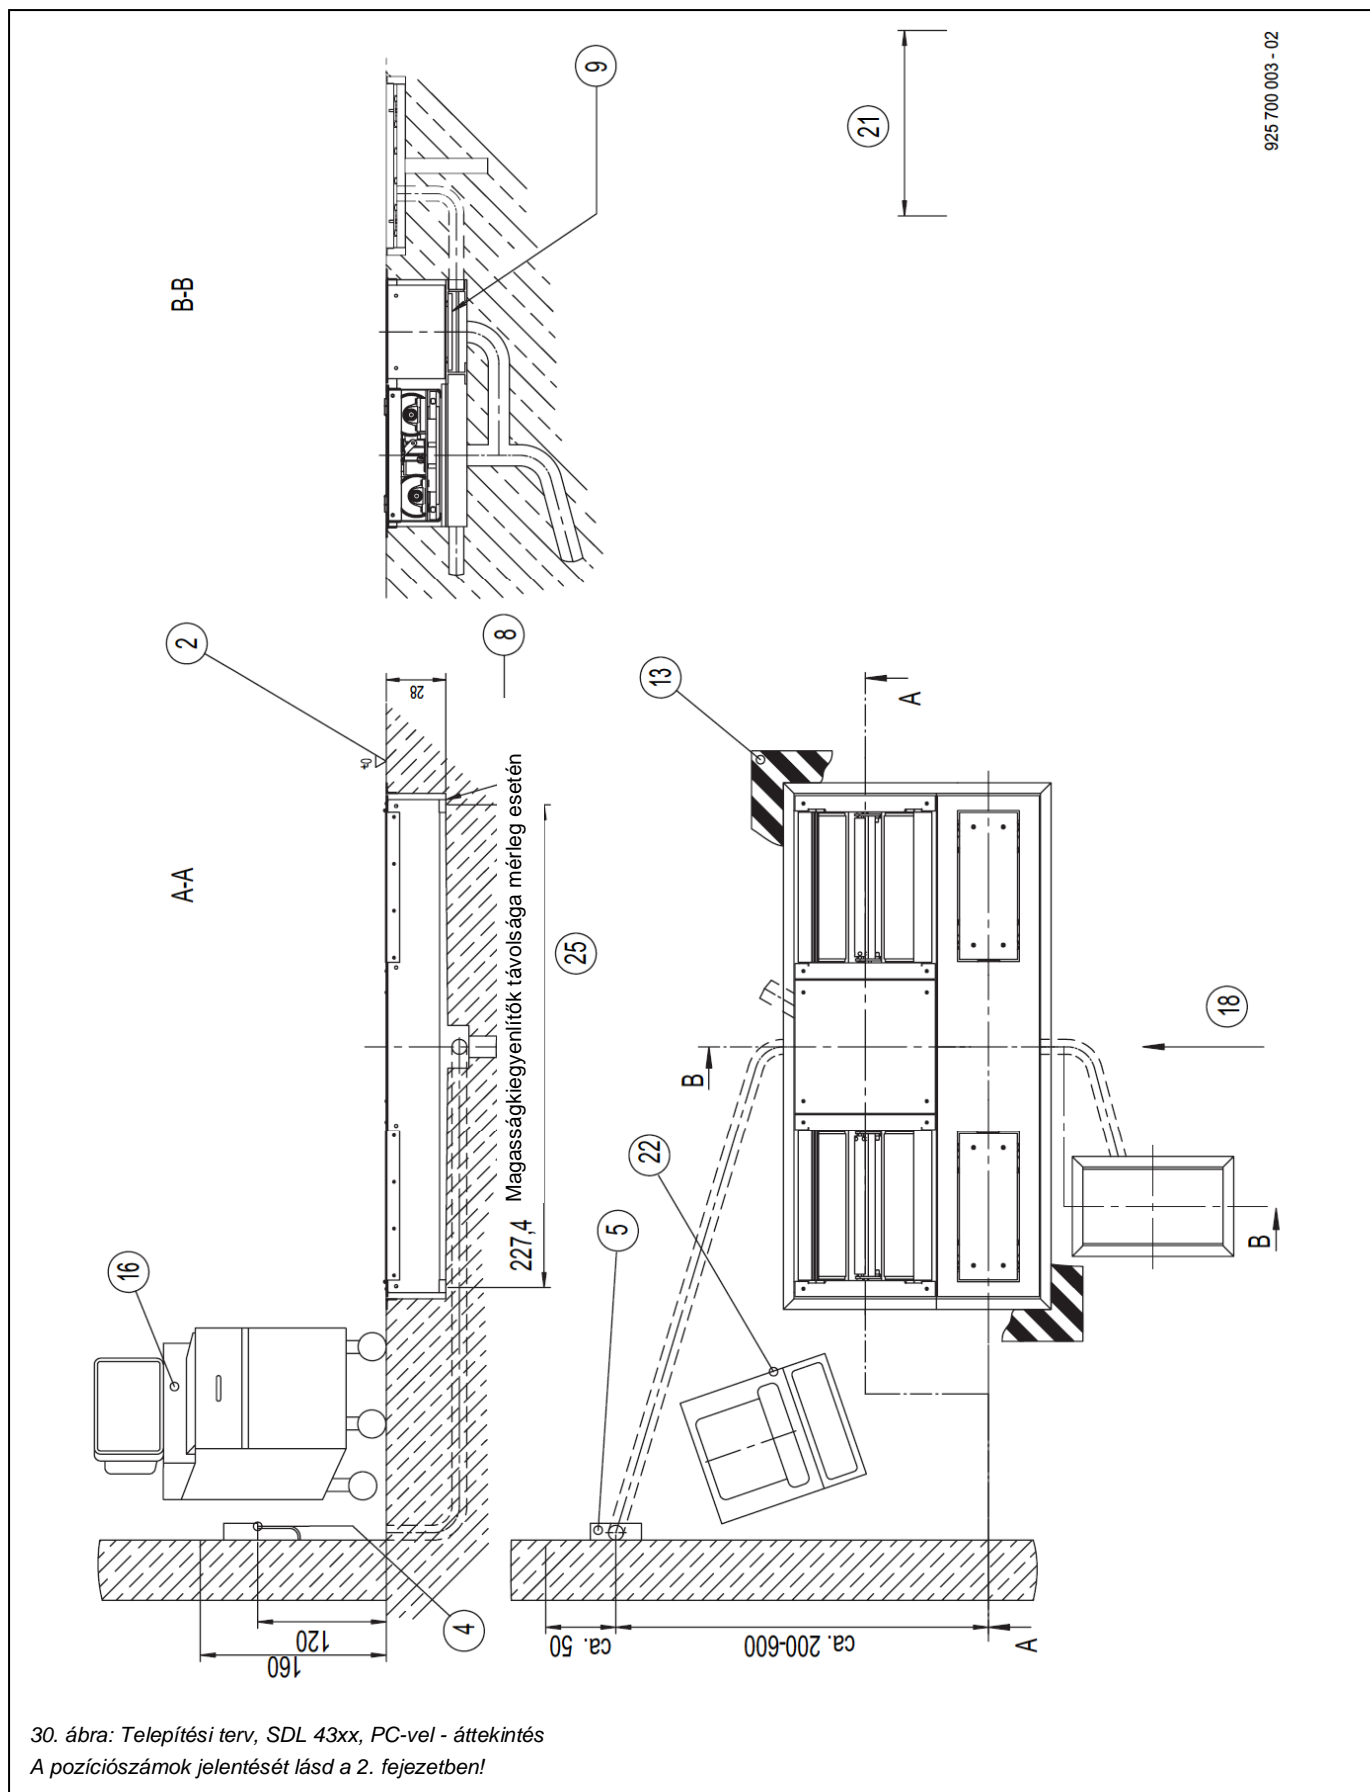 925 700 003 - 02
21
9
B-B
2
8
28
±0
13
A
A-A
Magasságkiegyenlítők távolsága mérleg esetén
25
227,4
B
18
22
5
16
B
4
120
160
ca. 50
ca. 200-600
A
30. ábra: Telepítési terv, SDL 43xx, PC-vel - áttekintés
A pozíciószámok jelentését lásd a 2. fejezetben!